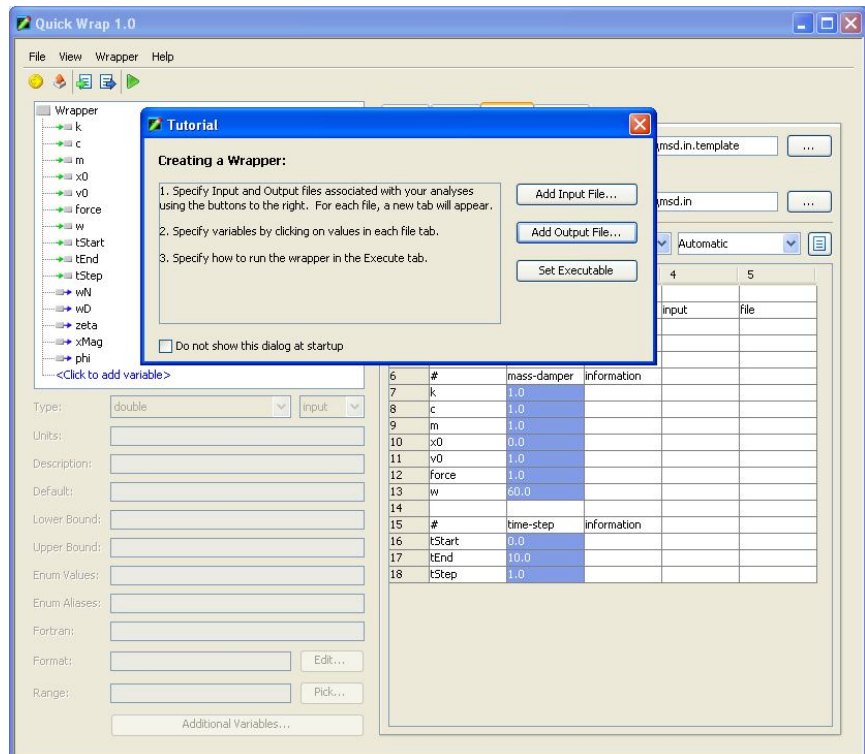 Quick Wrap 1.0
File View Wrapper Help
Wrapper
k
c
m
x0
v0
force
w
tStart
tEnd
tStep
wN
wD
zeta
xMag
phi
<Click to add variable>
Tutorial
Creating a Wrapper:
1. Specify Input and Output files associated with your analyses
using the buttons to the right. For each file, a new tab will appear.
2. Specify variables by clicking on values in each file tab.
3. Specify how to run the wrapper in the Execute tab.
Add Input File...
Add Output File...
Set Executable
Do not show this dialog at startup
msd.in.template ...
msd.in ...
Automatic
4 5
input file
6 # mass-damper information
7 k 1.0
8 c 1.0
9 m 1.0
10 x0 0.0
11 v0 1.0
12 force 1.0
13 w 60.0
14
15 # time-step information
16 tStart 0.0
17 tEnd 10.0
18 tStep 1.0
Type: double input
Units:
Description:
Default:
Lower Bound:
Upper Bound:
Enum Values:
Enum Aliases:
Fortran:
Format: Edit...
Range: Pick...
Additional Variables...